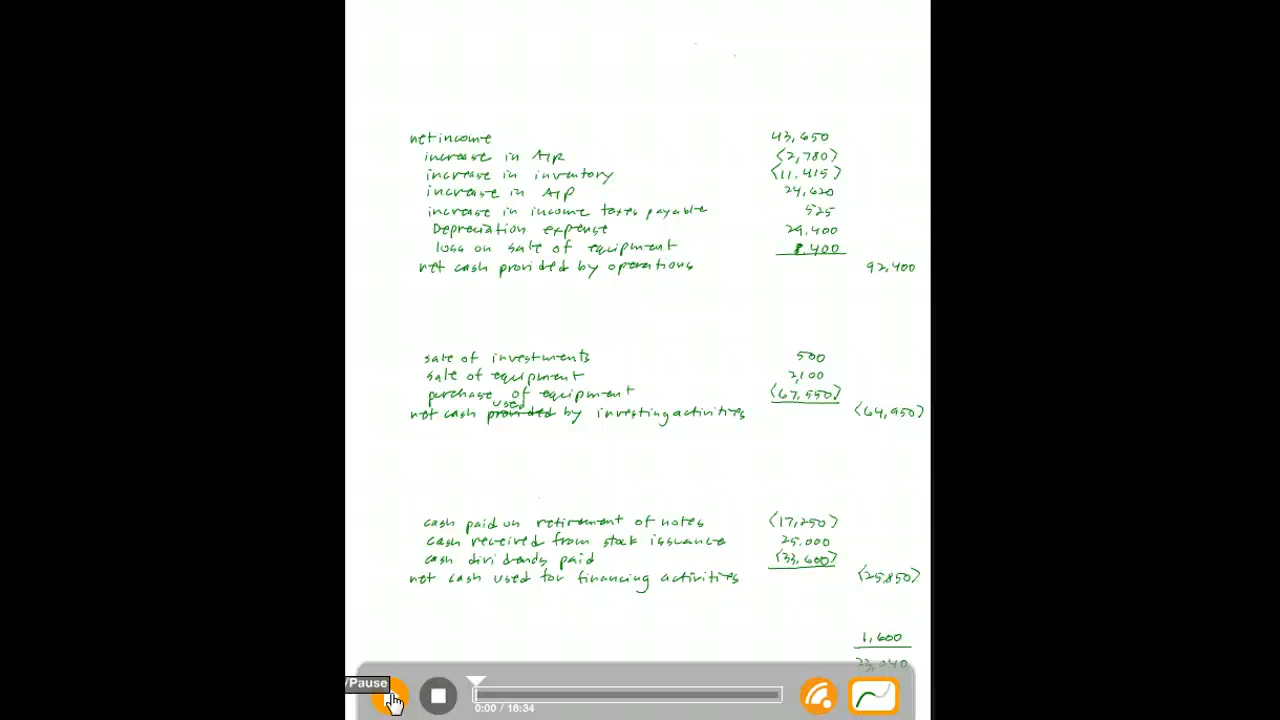 net income 43,650
increase in A/R <2,780>
increase in inventory <11,415>
increase in A/P 24,620
increase in income taxes payable 525
Depreciation expense 29,400
loss on sale of equipment 8,400
net cash provided by operations 92,400
sale of investments 500
sale of equipment 2,100
purchase of equipment <67,550>
used
net cash provided by investing activities <64,950>
cash paid on retirement of notes <17,250>
cash received from stock issuance 25,000
cash dividends paid <33,600>
net cash used for financing activities <25,850>
1,600
/Pause
0:00 / 18:34